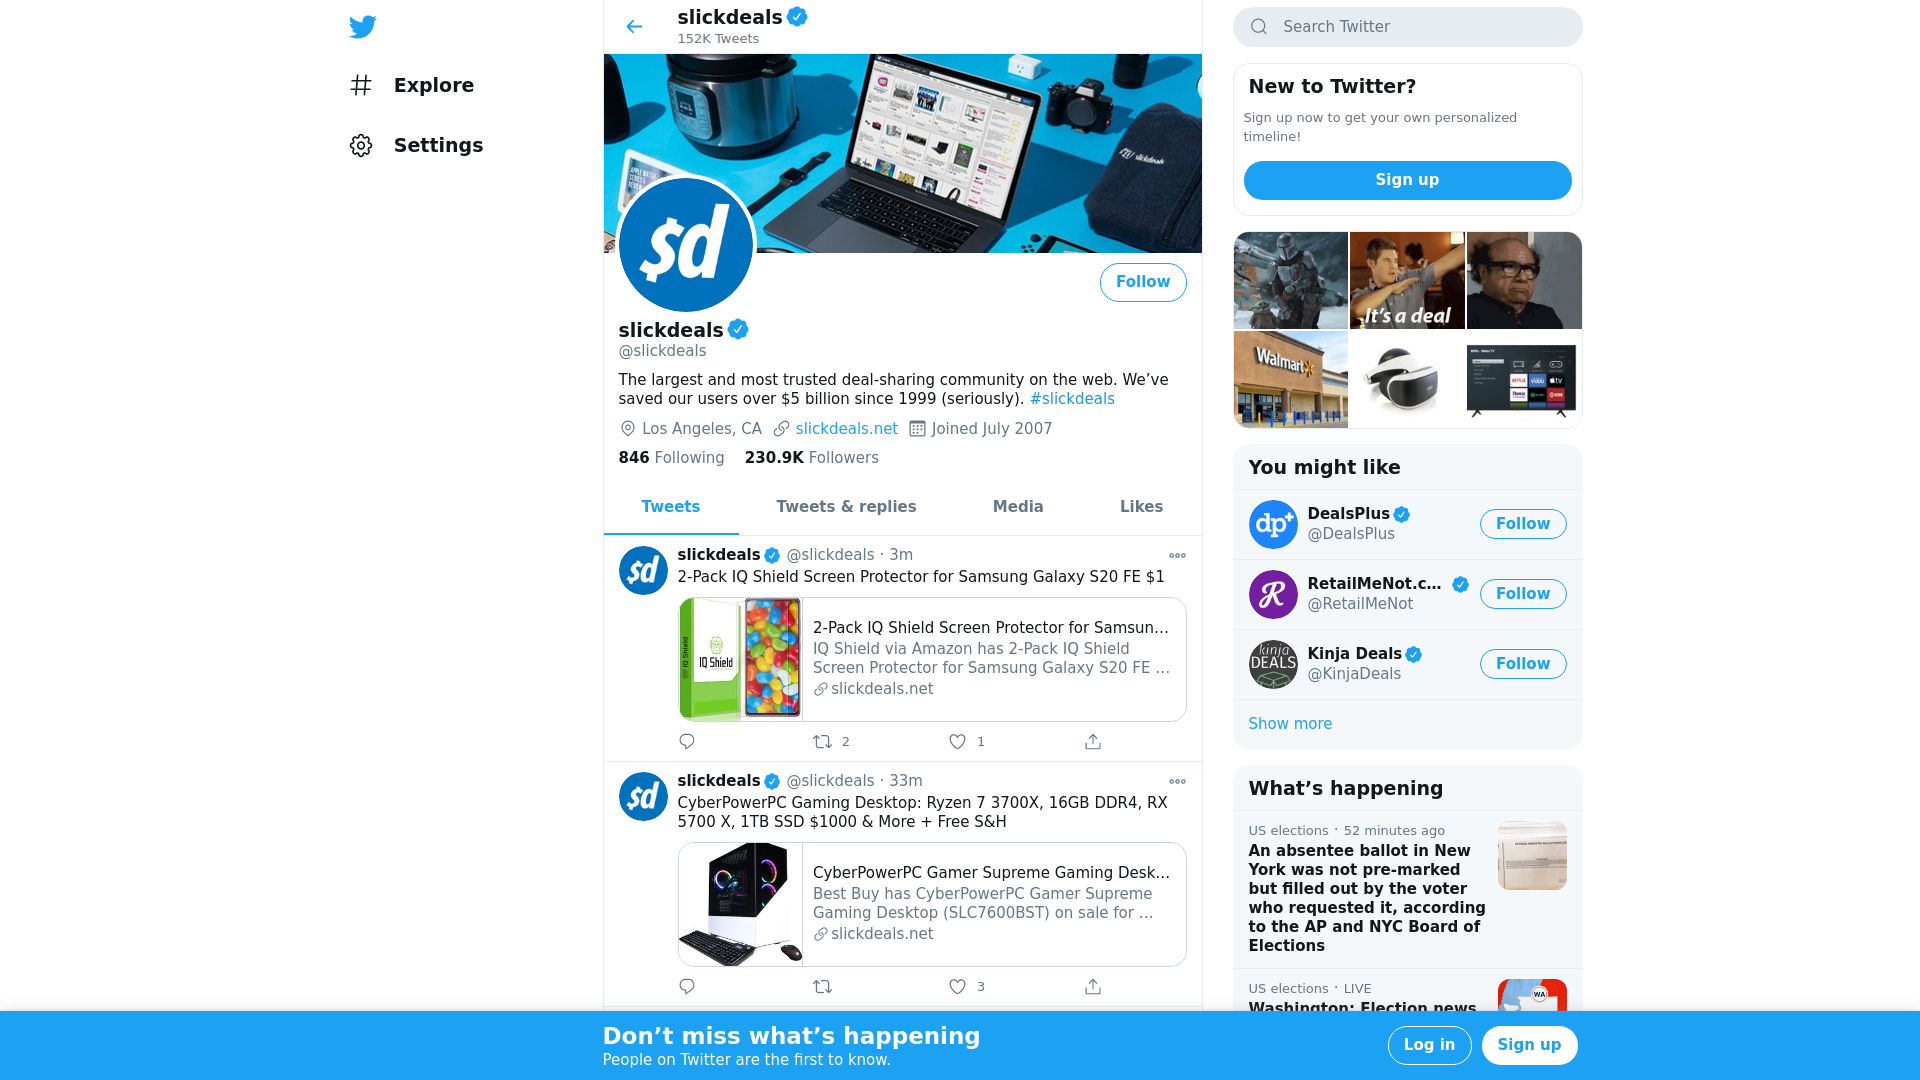 Explore
Settings
slickdeals
152K Tweets
slickdeals
$d
Follow
slickdeals
@slickdeals
The largest and most trusted deal-sharing community on the web. We’ve
saved our users over $5 billion since 1999 (seriously). #slickdeals
Los Angeles, CA slickdeals.net Joined July 2007
846 Following 230.9K Followers
Tweets Tweets & replies Media Likes
$d
slickdeals @slickdeals · 3m
2-Pack IQ Shield Screen Protector for Samsung Galaxy S20 FE $1
IQ Shield
IQ Shield
2-Pack IQ Shield Screen Protector for Samsun…
IQ Shield via Amazon has 2-Pack IQ Shield
Screen Protector for Samsung Galaxy S20 FE …
slickdeals.net
2 1
$d
slickdeals @slickdeals · 33m
CyberPowerPC Gaming Desktop: Ryzen 7 3700X, 16GB DDR4, RX
5700 X, 1TB SSD $1000 & More + Free S&H
CyberPowerPC Gamer Supreme Gaming Desk…
Best Buy has CyberPowerPC Gamer Supreme
Gaming Desktop (SLC7600BST) on sale for …
slickdeals.net
3
Search Twitter
New to Twitter?
Sign up now to get your own personalized
timeline!
Sign up
It's a deal
Walmart
You might like
dp+
DealsPlus
@DealsPlus
Follow
R
RetailMeNot.c…
@RetailMeNot
Follow
kinja
DEALS
Kinja Deals
@KinjaDeals
Follow
Show more
What’s happening
US elections · 52 minutes ago
An absentee ballot in New
York was not pre-marked
but filled out by the voter
who requested it, according
to the AP and NYC Board of
Elections
US elections · LIVE
Washington: Election news
WA
Don’t miss what’s happening
People on Twitter are the first to know.
Log in
Sign up